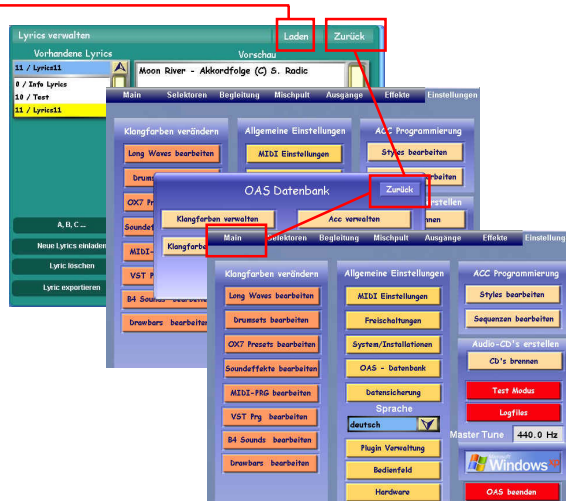 Lyrics verwalten
Laden
Zurück
Vorhandene Lyrics
Vorschau
11 / Lyrics11
0 / Info Lyrics
10 / Test
11 / Lyrics11
Moon River - Akkordfolge (C) S. Radic
A, B, C ...
Neue Lyrics einladen
Lyric löschen
Lyric exportieren
Main Selektoren Begleitung Mischpult Ausgänge Effekte Einstellungen
Klangfarben verändern
Allgemeine Einstellungen
ACC Programmierung
Long Waves bearbeiten
MIDI Einstellungen
Styles bearbeiten
OAS Datenbank
Zurück
Klangfarben verwalten
Acc verwalten
Main Selektoren Begleitung Mischpult Ausgänge Effekte Einstellung
Klangfarben verändern
Long Waves bearbeiten
Drumsets bearbeiten
OX7 Presets bearbeiten
Soundeffekte bearbeiten
MIDI-PRG bearbeiten
VST Prg bearbeiten
B4 Sounds bearbeiten
Drawbars bearbeiten
Allgemeine Einstellungen
MIDI Einstellungen
Freischaltungen
System/Installationen
OAS - Datenbank
Datensicherung
Sprache
deutsch
Plugin Verwaltung
Bedienfeld
Hardware
ACC Programmierung
Styles bearbeiten
Sequenzen bearbeiten
Audio-CD's erstellen
CD's brennen
Test Modus
Logfiles
Master Tune 440.0 Hz
Windows xp
OAS beenden
Drawbars bearbeiten